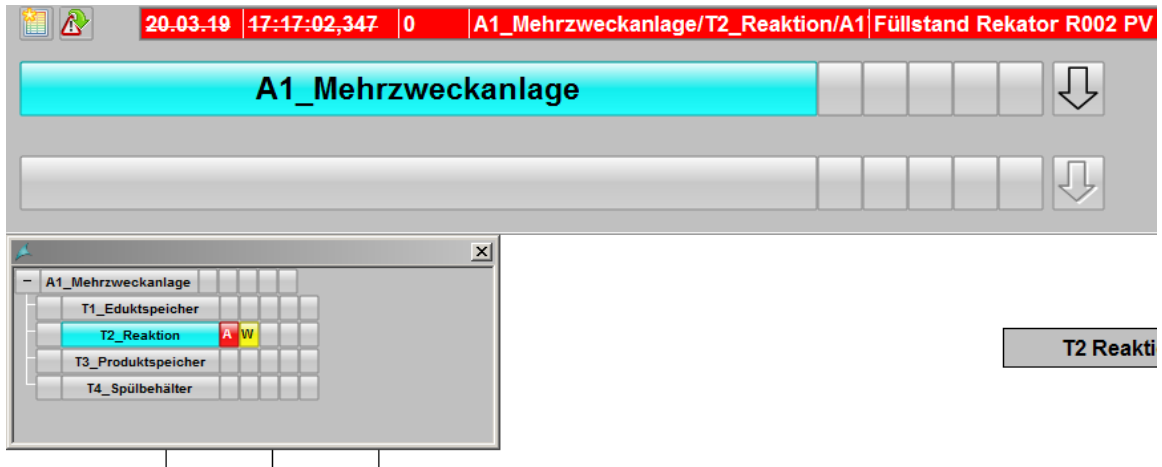 20.03.19 17:17:02,347 0 A1_Mehrzweckanlage/T2_Reaktion/A1 Füllstand Rekator R002 PV
A1_Mehrzweckanlage
A1_Mehrzweckanlage
T1_Eduktspeicher
T2_Reaktion A W
T3_Produktspeicher
T4_Spülbehälter
T2 Reakti